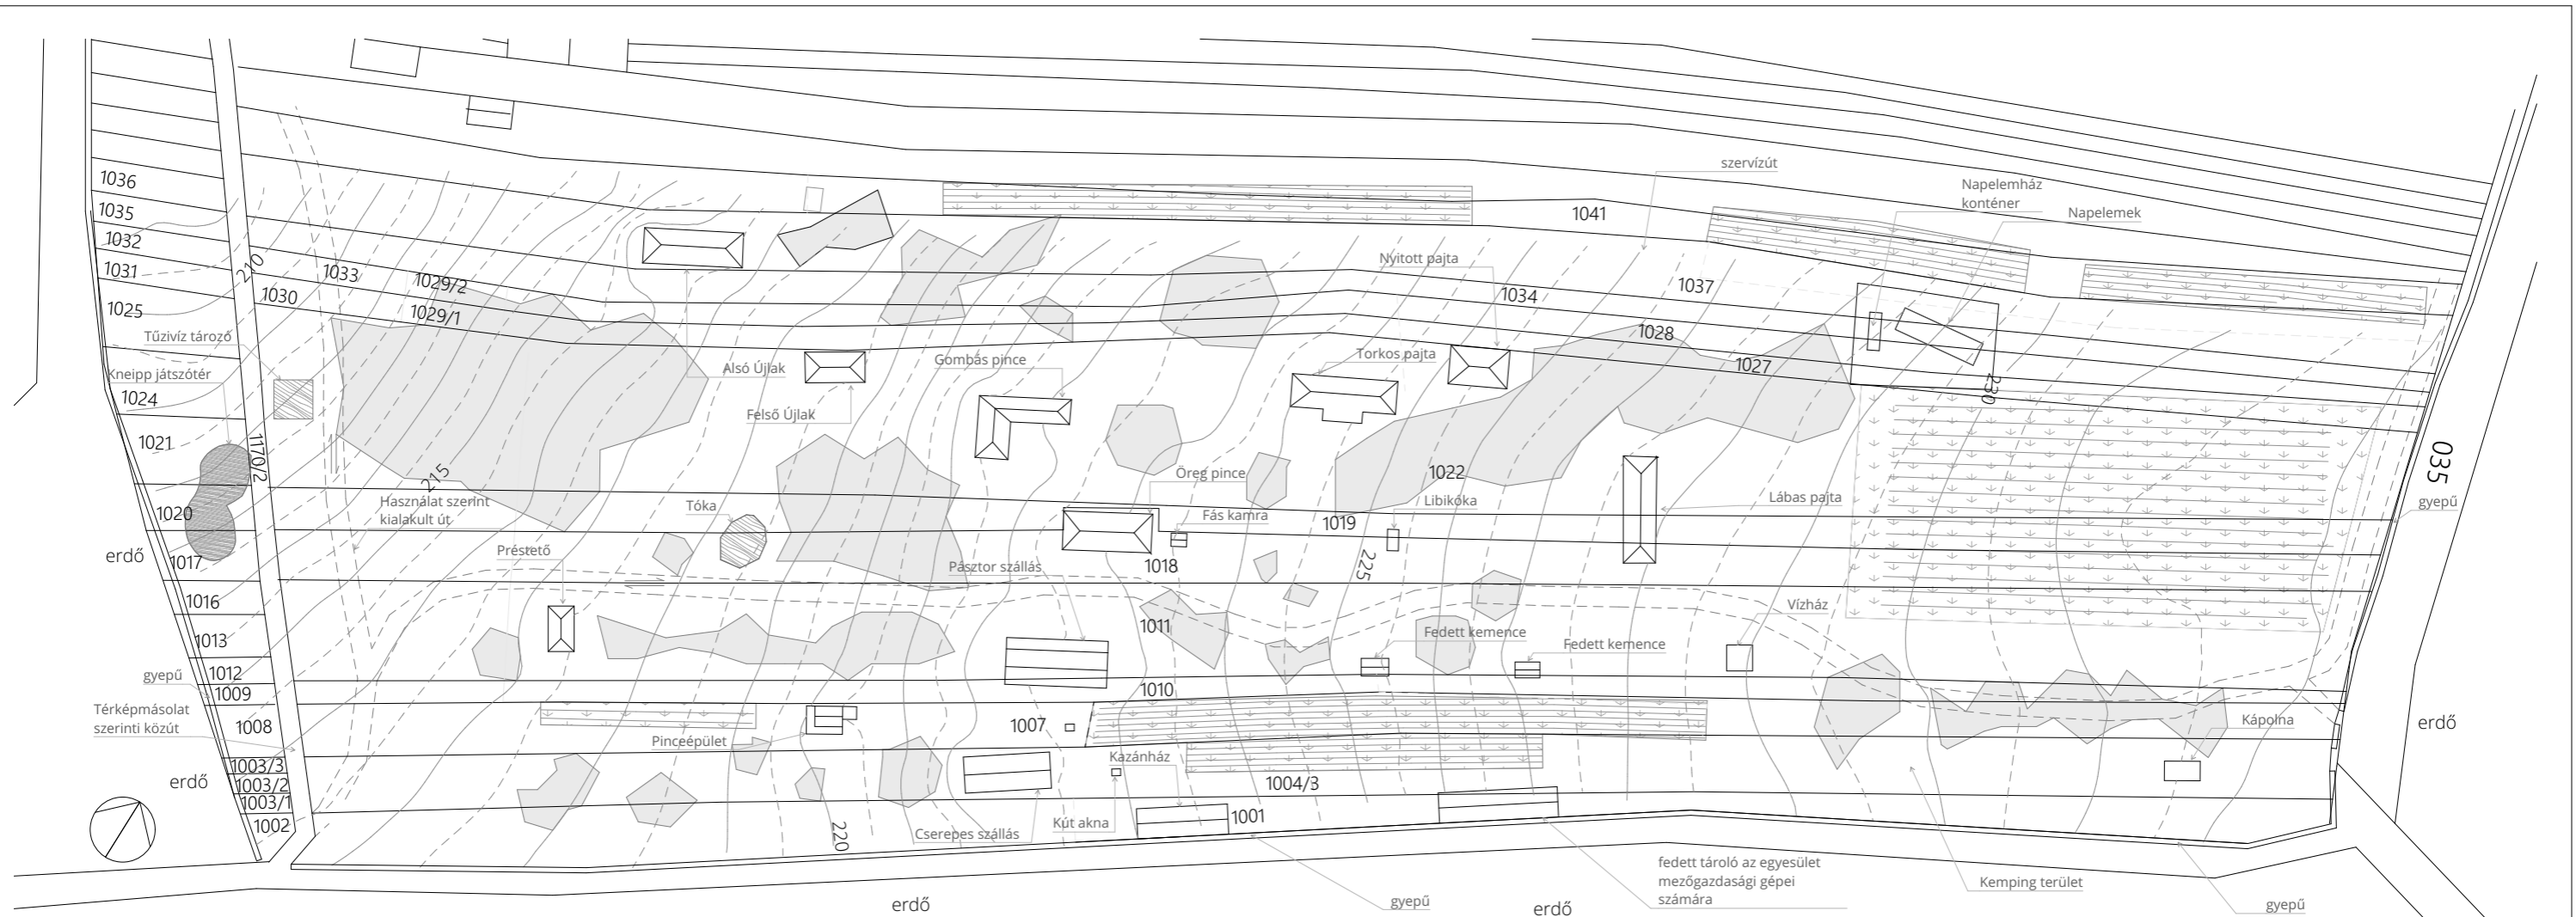 szervízút
Napelemház
konténer
Napelemek
1036
1035
1032
1031
1025
210
1033
1030
1029/2
1029/1
1041
Nyitott pajta
1034
1037
1028
1027
230
Tűzivíz tározó
Kneipp játszótér
1024
1021
1170/2
Alsó Újlak
Felső Újlak
Gombás pince
Torkos pajta
035
gyepű
215
Használat szerint
kialakult út
Tóka
Öreg pince
Fás kamra
1022
Libikóka
Lábas pajta
1020
1019
erdő
1017
Préstető
Pásztor szállás
1018
225
1016
1013
1011
Vízház
Fedett kemence
Fedett kemence
gyepű
1012
1009
1010
Térképmásolat
szerinti közút
1008
Pinceépület
1007
Kápolna
erdő
erdő
1003/3
1003/2
1003/1
1002
Kazánház
1004/3
Cserepes szállás
Kút akna
1001
220
fedett tároló az egyesület
mezőgazdasági gépei
számára
Kemping terület
erdő
gyepű
erdő
gyepű